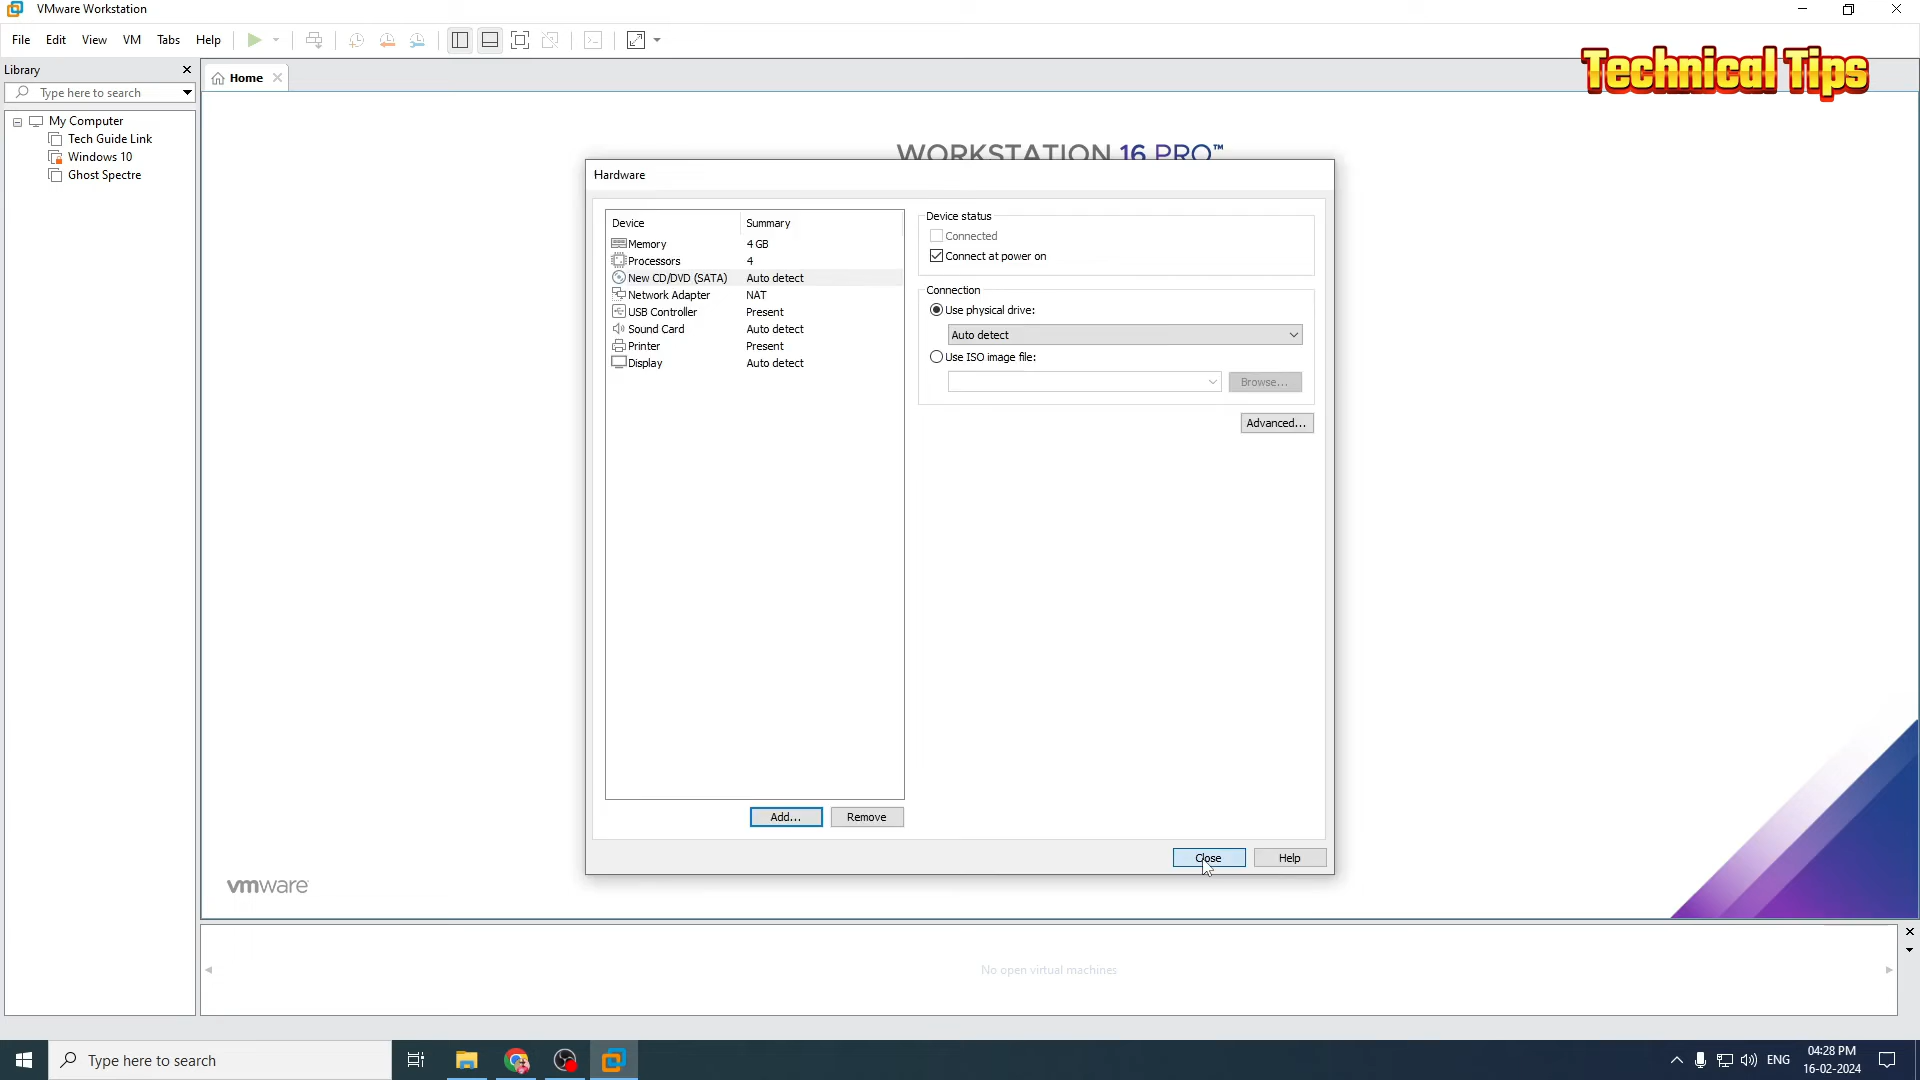 VMware Workstation
File Edit View VM Tabs Help
Technical Tips
Library
Home
Type here to search
My Computer
Tech Guide Link
Windows 10
Ghost Spectre
WORKSTATION 16 PRO™
Hardware
Device Summary
Memory 4 GB
Processors 4
New CD/DVD (SATA) Auto detect
Network Adapter NAT
USB Controller Present
Sound Card Auto detect
Printer Present
Display Auto detect
Device status
Connected
Connect at power on
Connection
Use physical drive:
Auto detect
Use ISO image file:
Browse...
Advanced...
Add... Remove
Close Help
vmware
No open virtual machines
Type here to search
ENG
04:28 PM
16-02-2024